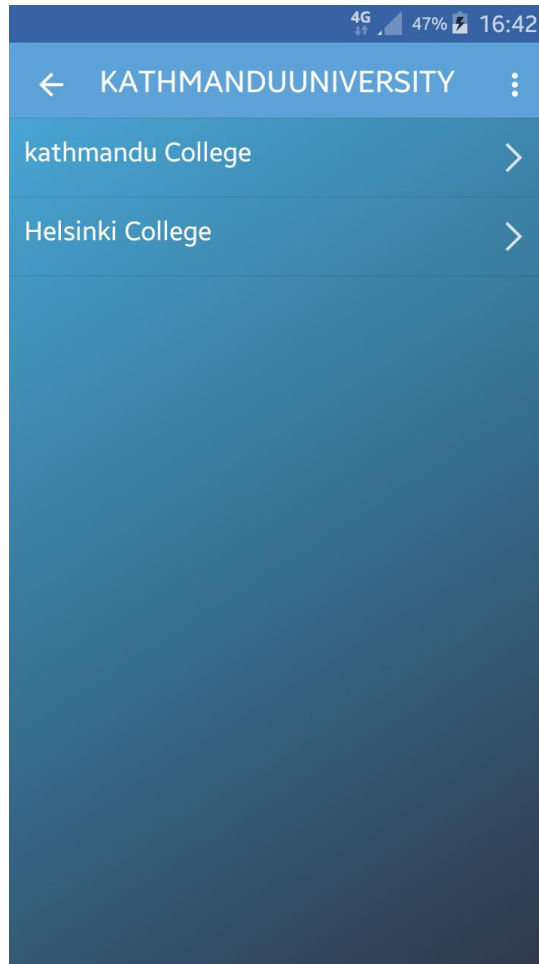 4G 47% 16:42
KATHMANDUUNIVERSITY
kathmandu College
Helsinki College